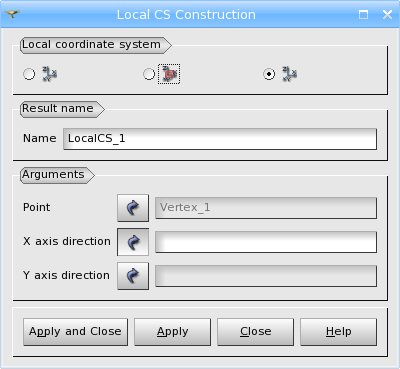 Local CS Construction
Local coordinate system
Result name
Name LocalCS_1
Arguments
Point Vertex_1
X axis direction
Y axis direction
Apply and Close Apply Close Help